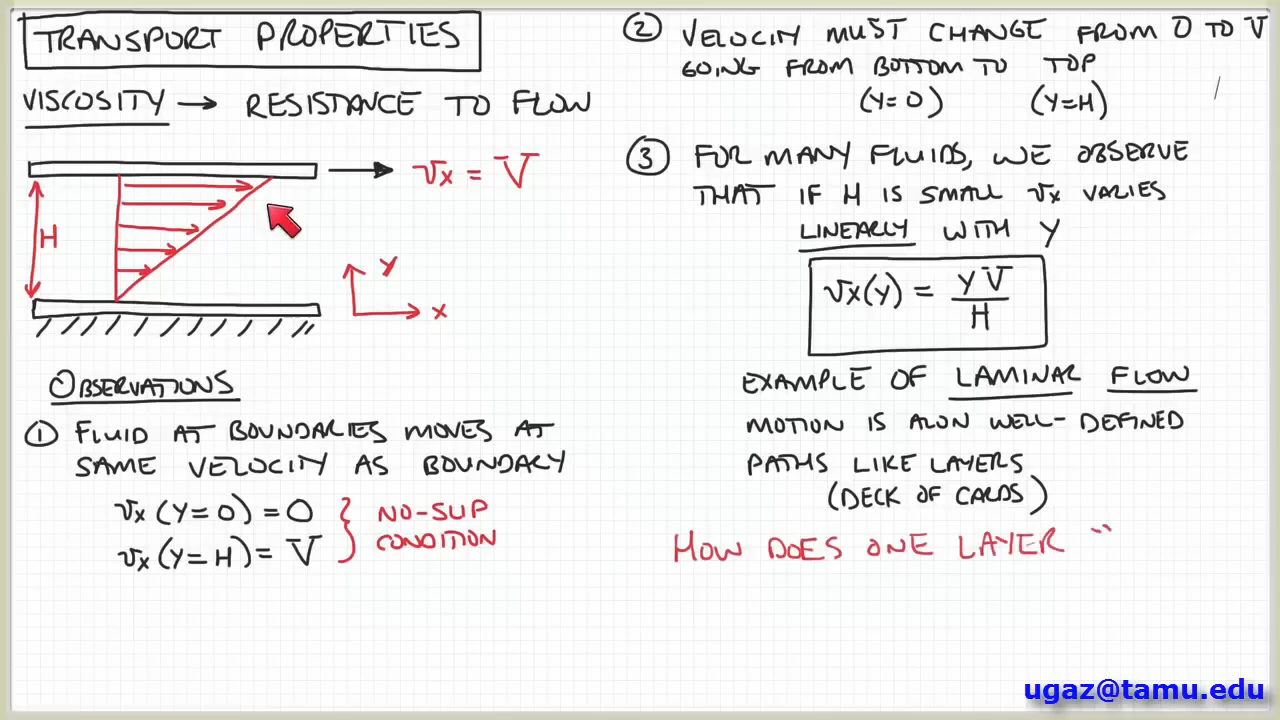 TRANSPORT PROPERTIES
VISCOSITY → RESISTANCE TO FLOW
Vx = V
H
Y
X
OBSERVATIONS
① FLUID AT BOUNDARIES MOVES AT
SAME VELOCITY AS BOUNDARY
Vx (Y=0) = 0
Vx (Y=H) = V
NO-SLIP
CONDITION
② VELOCITY MUST CHANGE FROM 0 TO V
GOING FROM BOTTOM TO TOP
(Y=0) (Y=H)
③ FOR MANY FLUIDS, WE OBSERVE
THAT IF H IS SMALL Vx VARIES
LINEARLY WITH Y
Vx(Y) = YV / H
EXAMPLE OF LAMINAR FLOW
MOTION IS ALON WELL-DEFINED
PATHS LIKE LAYERS
(DECK OF CARDS)
HOW DOES ONE LAYER "
ugaz@tamu.edu